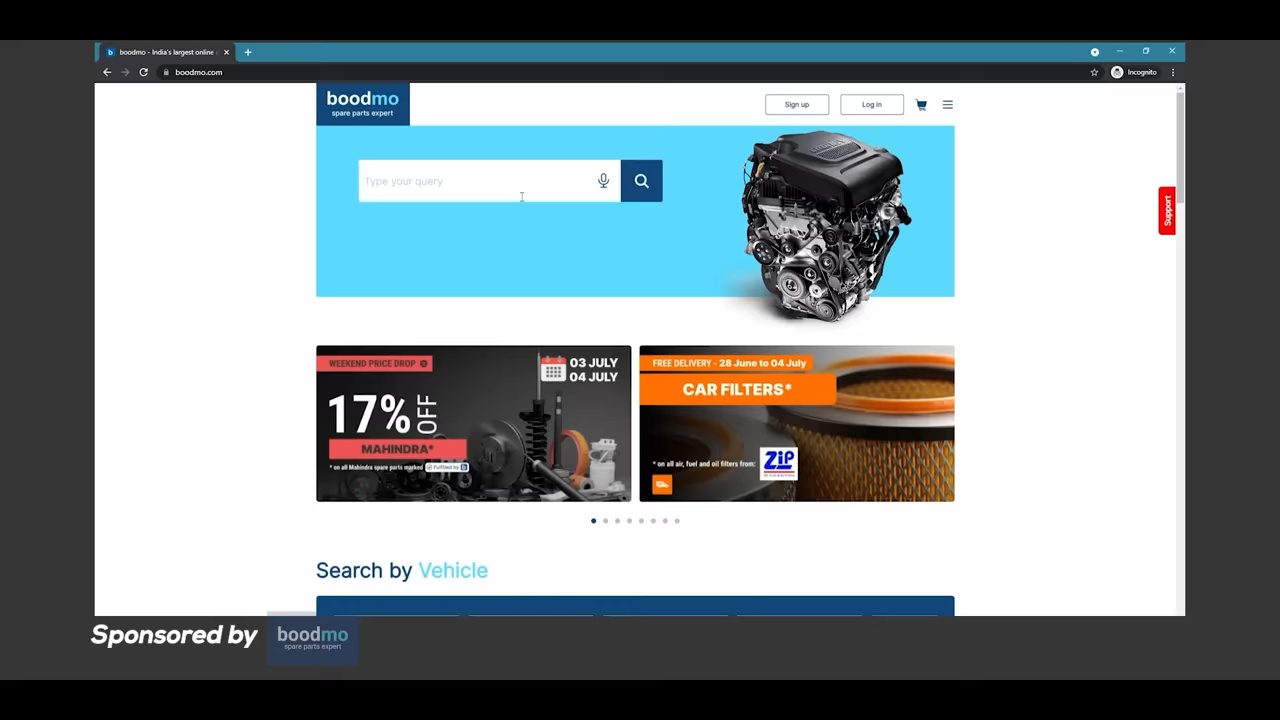 boodmo - India's largest online
boodmo.com
Incognito
boodmo
spare parts expert
Sign up
Log in
Type your query
Support
WEEKEND PRICE DROP
03 JULY
04 JULY
17% OFF
MAHINDRA*
* on all Mahindra spare parts marked Fulfilled by b
FREE DELIVERY - 28 June to 04 July
CAR FILTERS*
* on all air, fuel and oil filters from:
ZiP
Search by Vehicle
Sponsored by
boodmo
spare parts expert